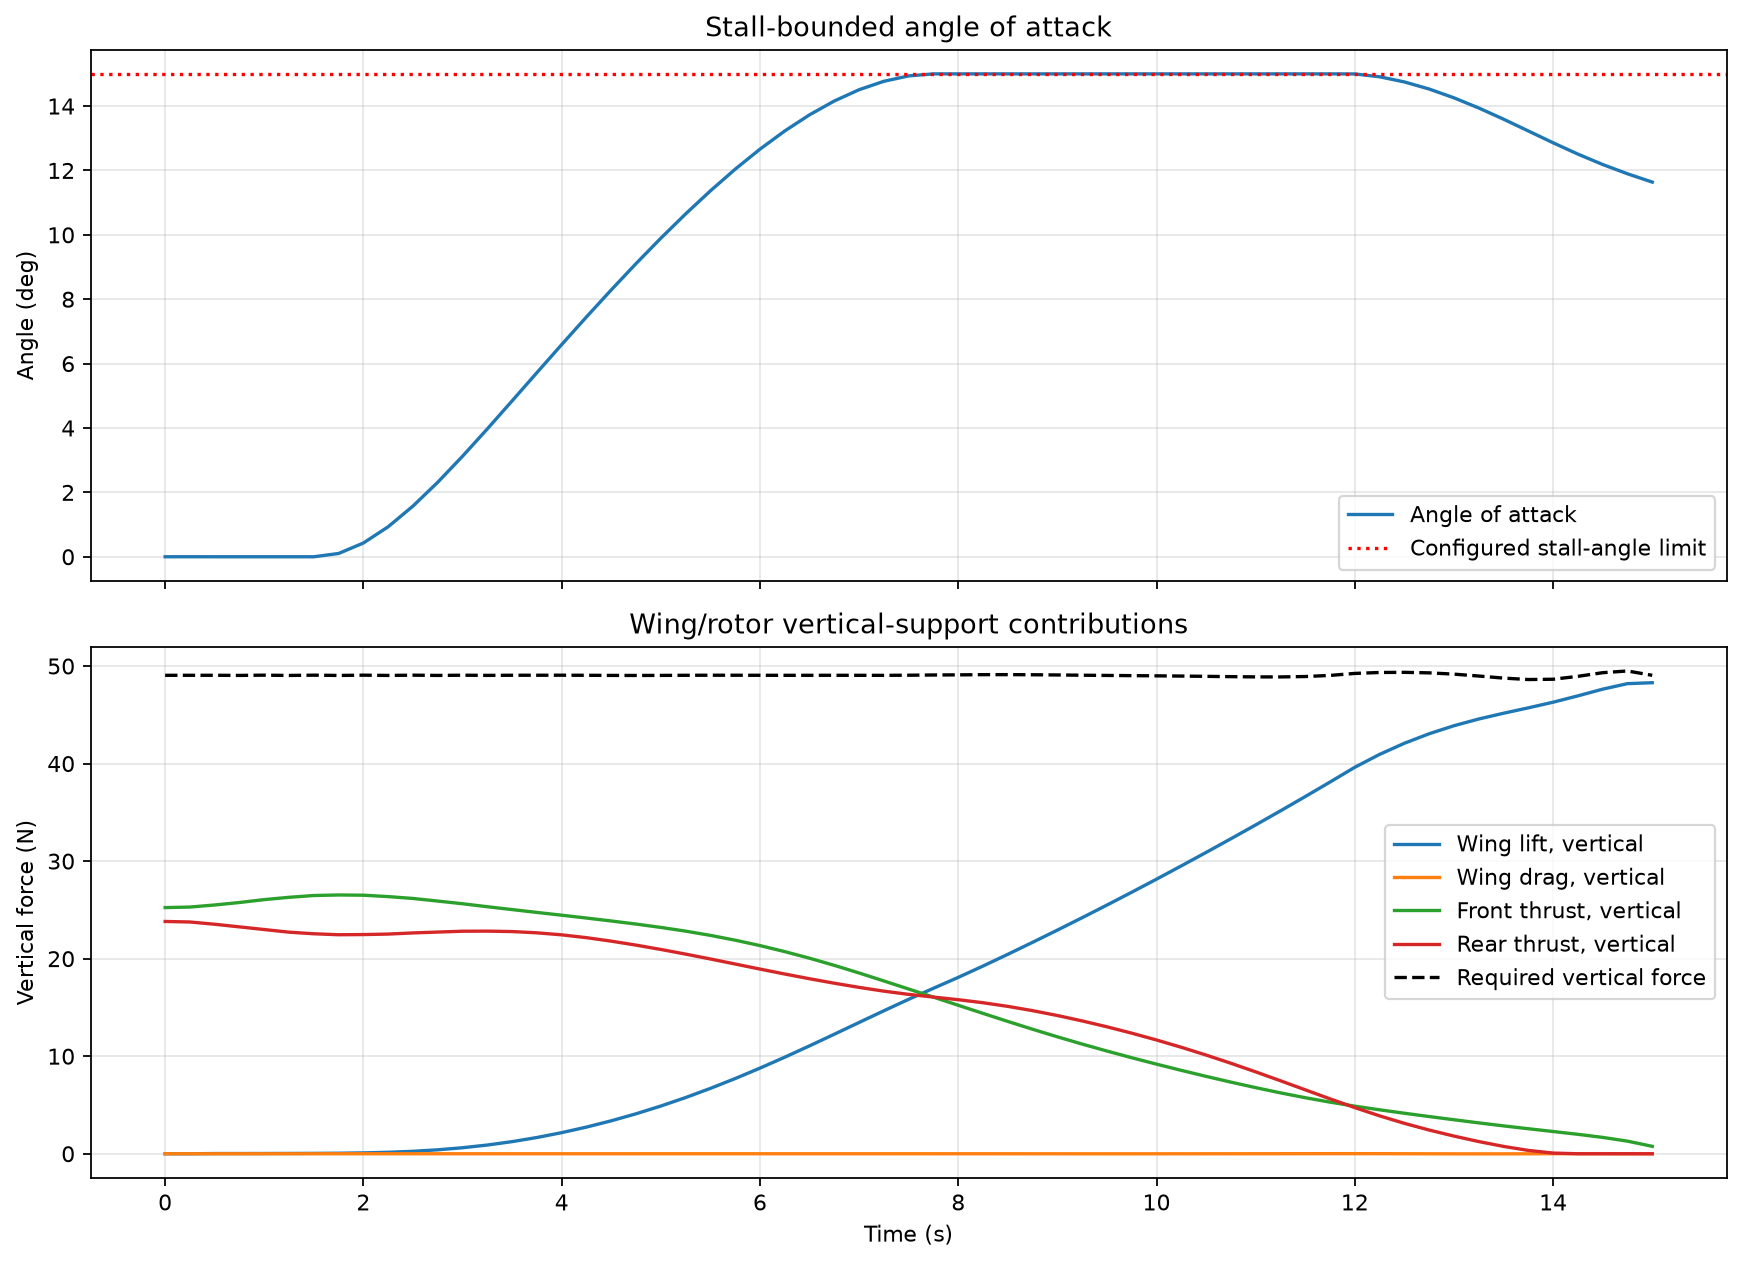 Stall-bounded angle of attack
Angle (deg)
14
12
10
8
6
4
2
0
Angle of attack
Configured stall-angle limit
Wing/rotor vertical-support contributions
Vertical force (N)
50
40
30
20
10
0
Wing lift, vertical
Wing drag, vertical
Front thrust, vertical
Rear thrust, vertical
Required vertical force
0 2 4 6 8 10 12 14
Time (s)